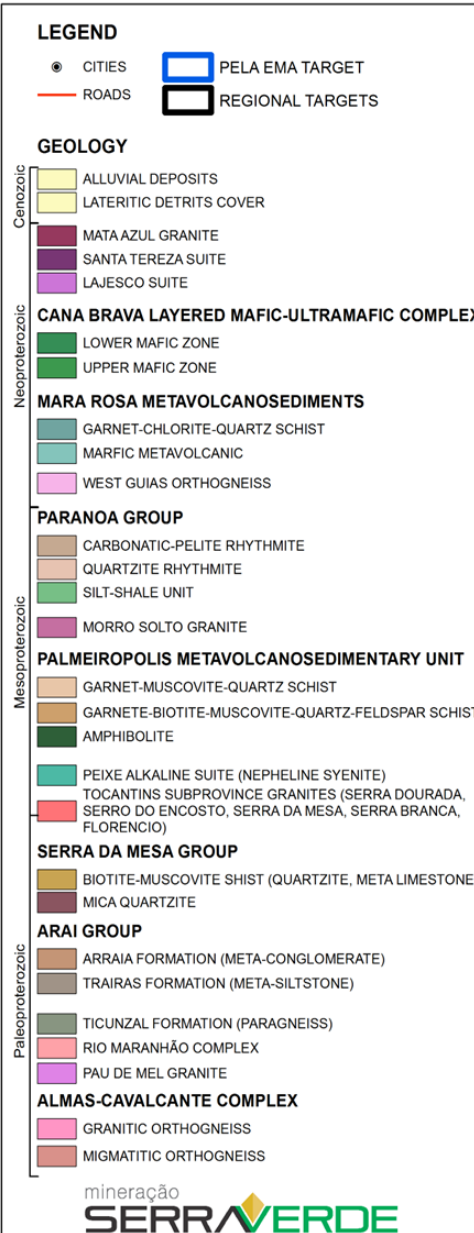 LEGEND
CITIES
PELA EMA TARGET
ROADS
REGIONAL TARGETS
GEOLOGY
Cenozoic
ALLUVIAL DEPOSITS
LATERITIC DETRITS COVER
Neoproterozoic
MATA AZUL GRANITE
SANTA TEREZA SUITE
LAJESCO SUITE
CANA BRAVA LAYERED MAFIC-ULTRAMAFIC COMPLEX
LOWER MAFIC ZONE
UPPER MAFIC ZONE
MARA ROSA METAVOLCANOSEDIMENTS
GARNET-CHLORITE-QUARTZ SCHIST
MARFIC METAVOLCANIC
WEST GUIAS ORTHOGNEISS
Mesoproterozoic
PARANOA GROUP
CARBONATIC-PELITE RHYTHMITE
QUARTZITE RHYTHMITE
SILT-SHALE UNIT
MORRO SOLTO GRANITE
PALMEIROPOLIS METAVOLCANOSEDIMENTARY UNIT
GARNET-MUSCOVITE-QUARTZ SCHIST
GARNETE-BIOTITE-MUSCOVITE-QUARTZ-FELDSPAR SCHIST
AMPHIBOLITE
PEIXE ALKALINE SUITE (NEPHELINE SYENITE)
TOCANTINS SUBPROVINCE GRANITES (SERRA DOURADA,
SERRO DO ENCOSTO, SERRA DA MESA, SERRA BRANCA,
FLORENCIO)
Paleoproterozoic
SERRA DA MESA GROUP
BIOTITE-MUSCOVITE SHIST (QUARTZITE, META LIMESTONE
MICA QUARTZITE
ARAI GROUP
ARRAIA FORMATION (META-CONGLOMERATE)
TRAIRAS FORMATION (META-SILTSTONE)
TICUNZAL FORMATION (PARAGNEISS)
RIO MARANHÃO COMPLEX
PAU DE MEL GRANITE
ALMAS-CAVALCANTE COMPLEX
GRANITIC ORTHOGNEISS
MIGMATITIC ORTHOGNEISS
mineração
SERRA VERDE